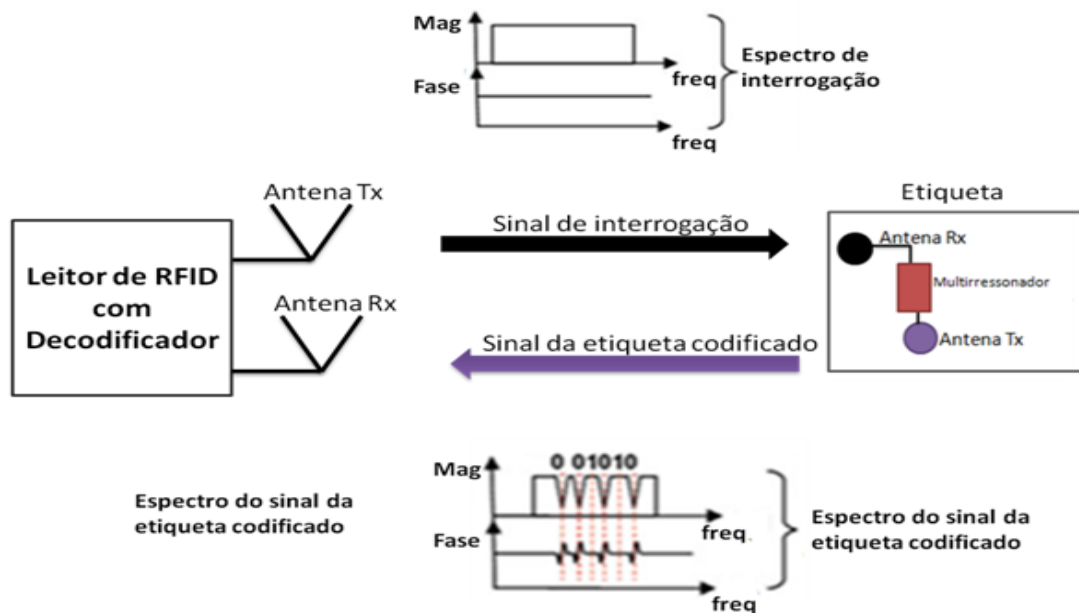 Mag
freq
Fase
freq
Espectro de
interrogação
Antena Tx
Leitor de RFID
com
Decodificador
Antena Rx
Sinal de interrogação
Sinal da etiqueta codificado
Etiqueta
Antena Rx
Multirressonador
Antena Tx
Espectro do sinal da
etiqueta codificado
0 01010
Mag
freq.
Fase
freq
Espectro do sinal da
etiqueta codificado